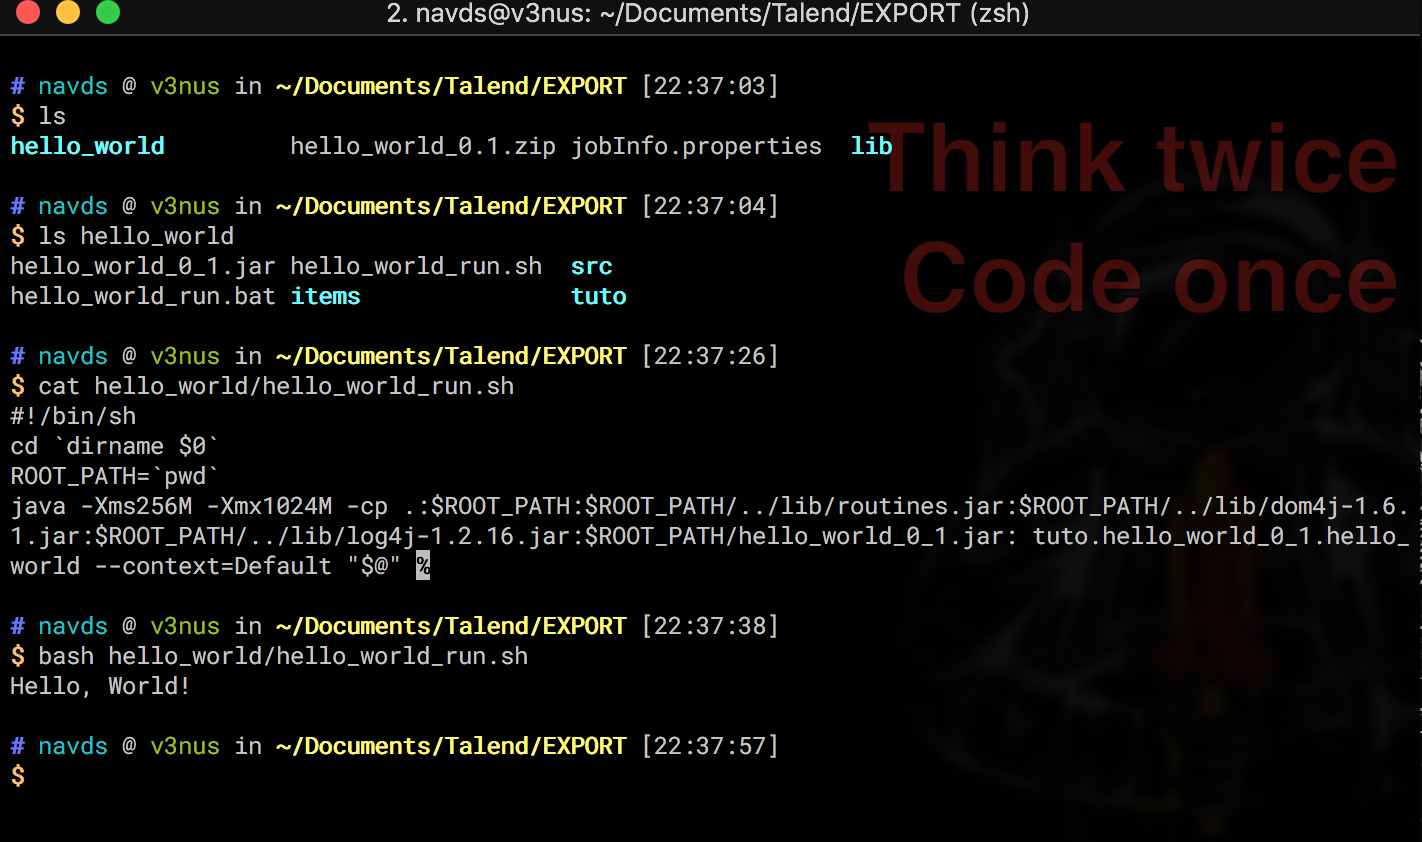 2. navds@v3nus: ~/Documents/Talend/EXPORT (zsh)
# navds @ v3nus in ~/Documents/Talend/EXPORT [22:37:03]
$ ls
hello_world hello_world_0.1.zip jobInfo.properties lib
Think twice
# navds @ v3nus in ~/Documents/Talend/EXPORT [22:37:04]
$ ls hello_world
hello_world_0_1.jar hello_world_run.sh src
Code once
hello_world_run.bat items tuto
# navds @ v3nus in ~/Documents/Talend/EXPORT [22:37:26]
$ cat hello_world/hello_world_run.sh
#!/bin/sh
cd `dirname $0`
ROOT_PATH=`pwd`
java -Xms256M -Xmx1024M -cp .:$ROOT_PATH:$ROOT_PATH/../lib/routines.jar:$ROOT_PATH/../lib/dom4j-1.6.
1.jar:$ROOT_PATH/../lib/log4j-1.2.16.jar:$ROOT_PATH/hello_world_0_1.jar: tuto.hello_world_0_1.hello_
world --context=Default "$@" %
# navds @ v3nus in ~/Documents/Talend/EXPORT [22:37:38]
$ bash hello_world/hello_world_run.sh
Hello, World!
# navds @ v3nus in ~/Documents/Talend/EXPORT [22:37:57]
$